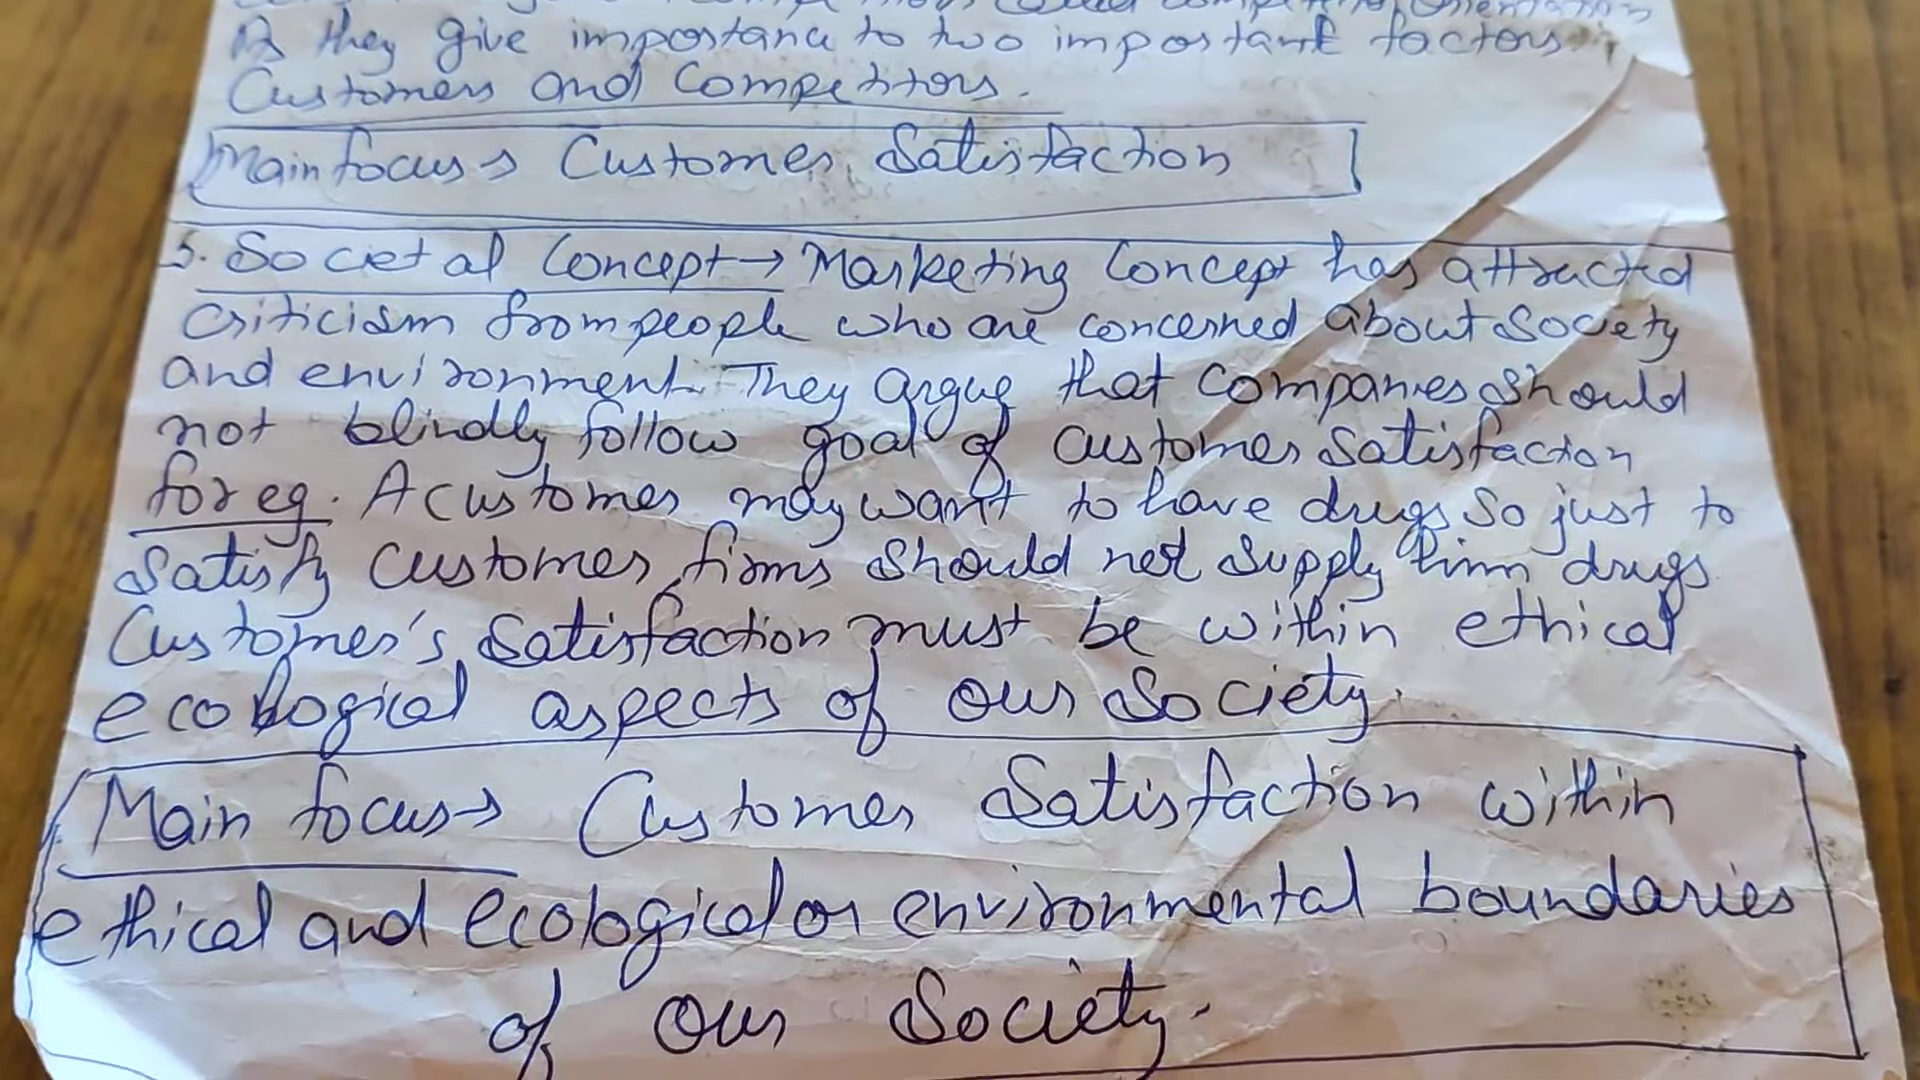 As they give importance to two important factors
Customers and Competitors.
Main focus → Customer Satisfaction
5. Societal Concept → Marketing Concept has attracted
criticism from people who are concerned about society
and environment. They argue that companies should
not blindly follow goal of customer satisfaction
for eg. A customer may want to have drugs so just to
satisfy customer, firms should not supply him drugs
Customer's satisfaction must be within ethical
ecological aspects of our society.
Main focus → Customer Satisfaction within
ethical and ecological or environmental boundaries
of our society.